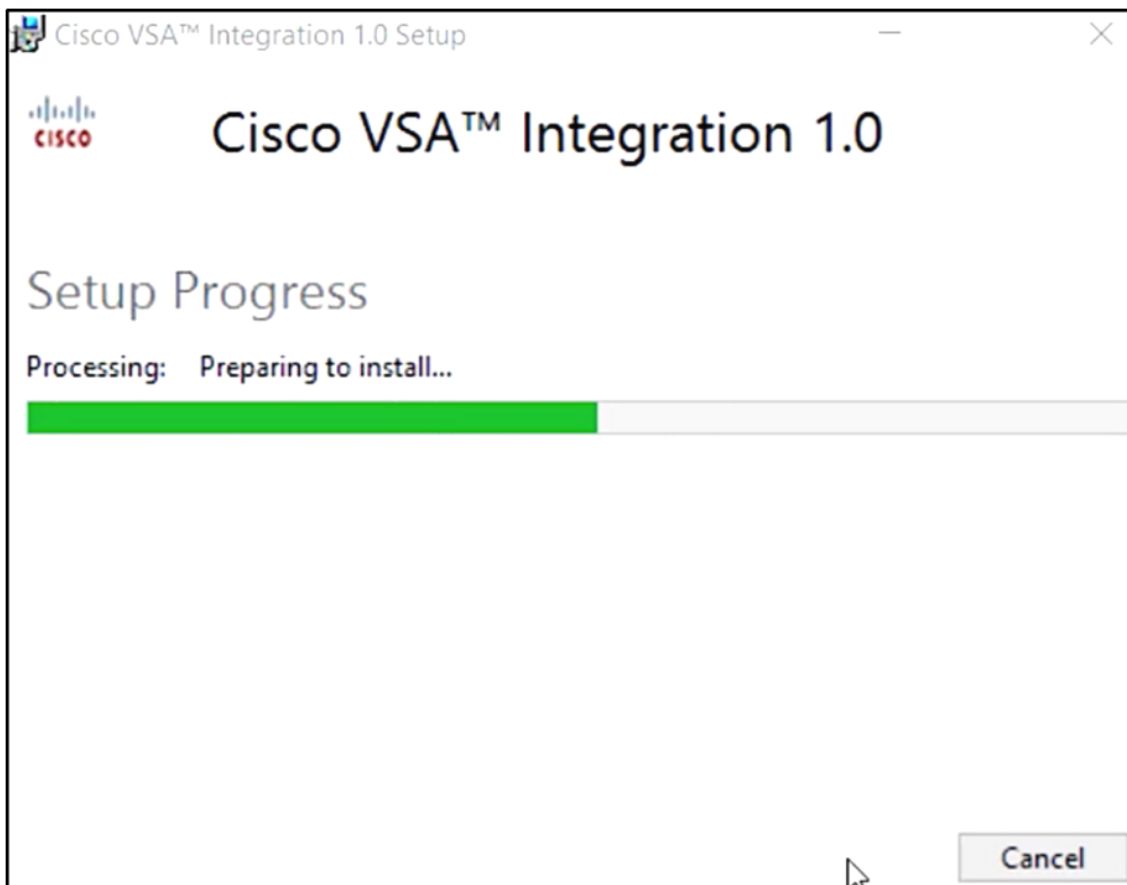 Cisco VSA™ Integration 1.0 Setup
CISCO
Cisco VSA™ Integration 1.0
Setup Progress
Processing: Preparing to install...
Cancel